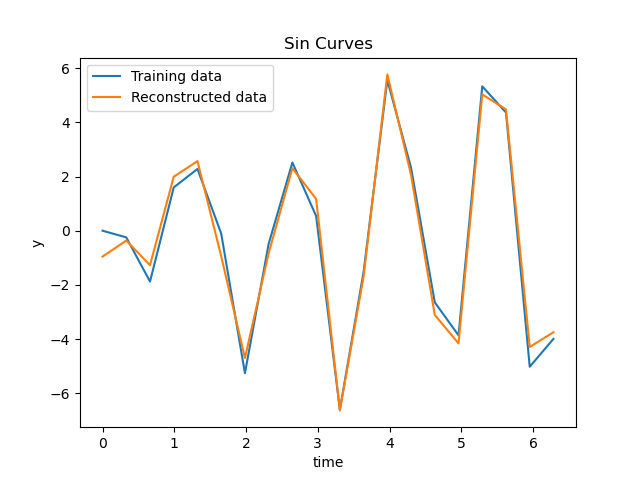 Sin Curves
Training data
Reconstructed data
6
4
2
0
−2
−4
−6
y
0 1 2 3 4 5 6
time